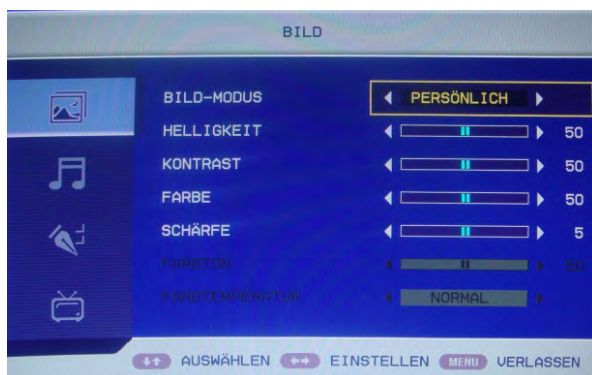 BILD
BILD-MODUS PERSÖNLICH
HELLIGKEIT 50
KONTRAST 50
FARBE 50
SCHÄRFE 5
FARBTON 50
FARBTEMPERATUR NORMAL
AUSWÄHLEN EINSTELLEN MENU VERLASSEN